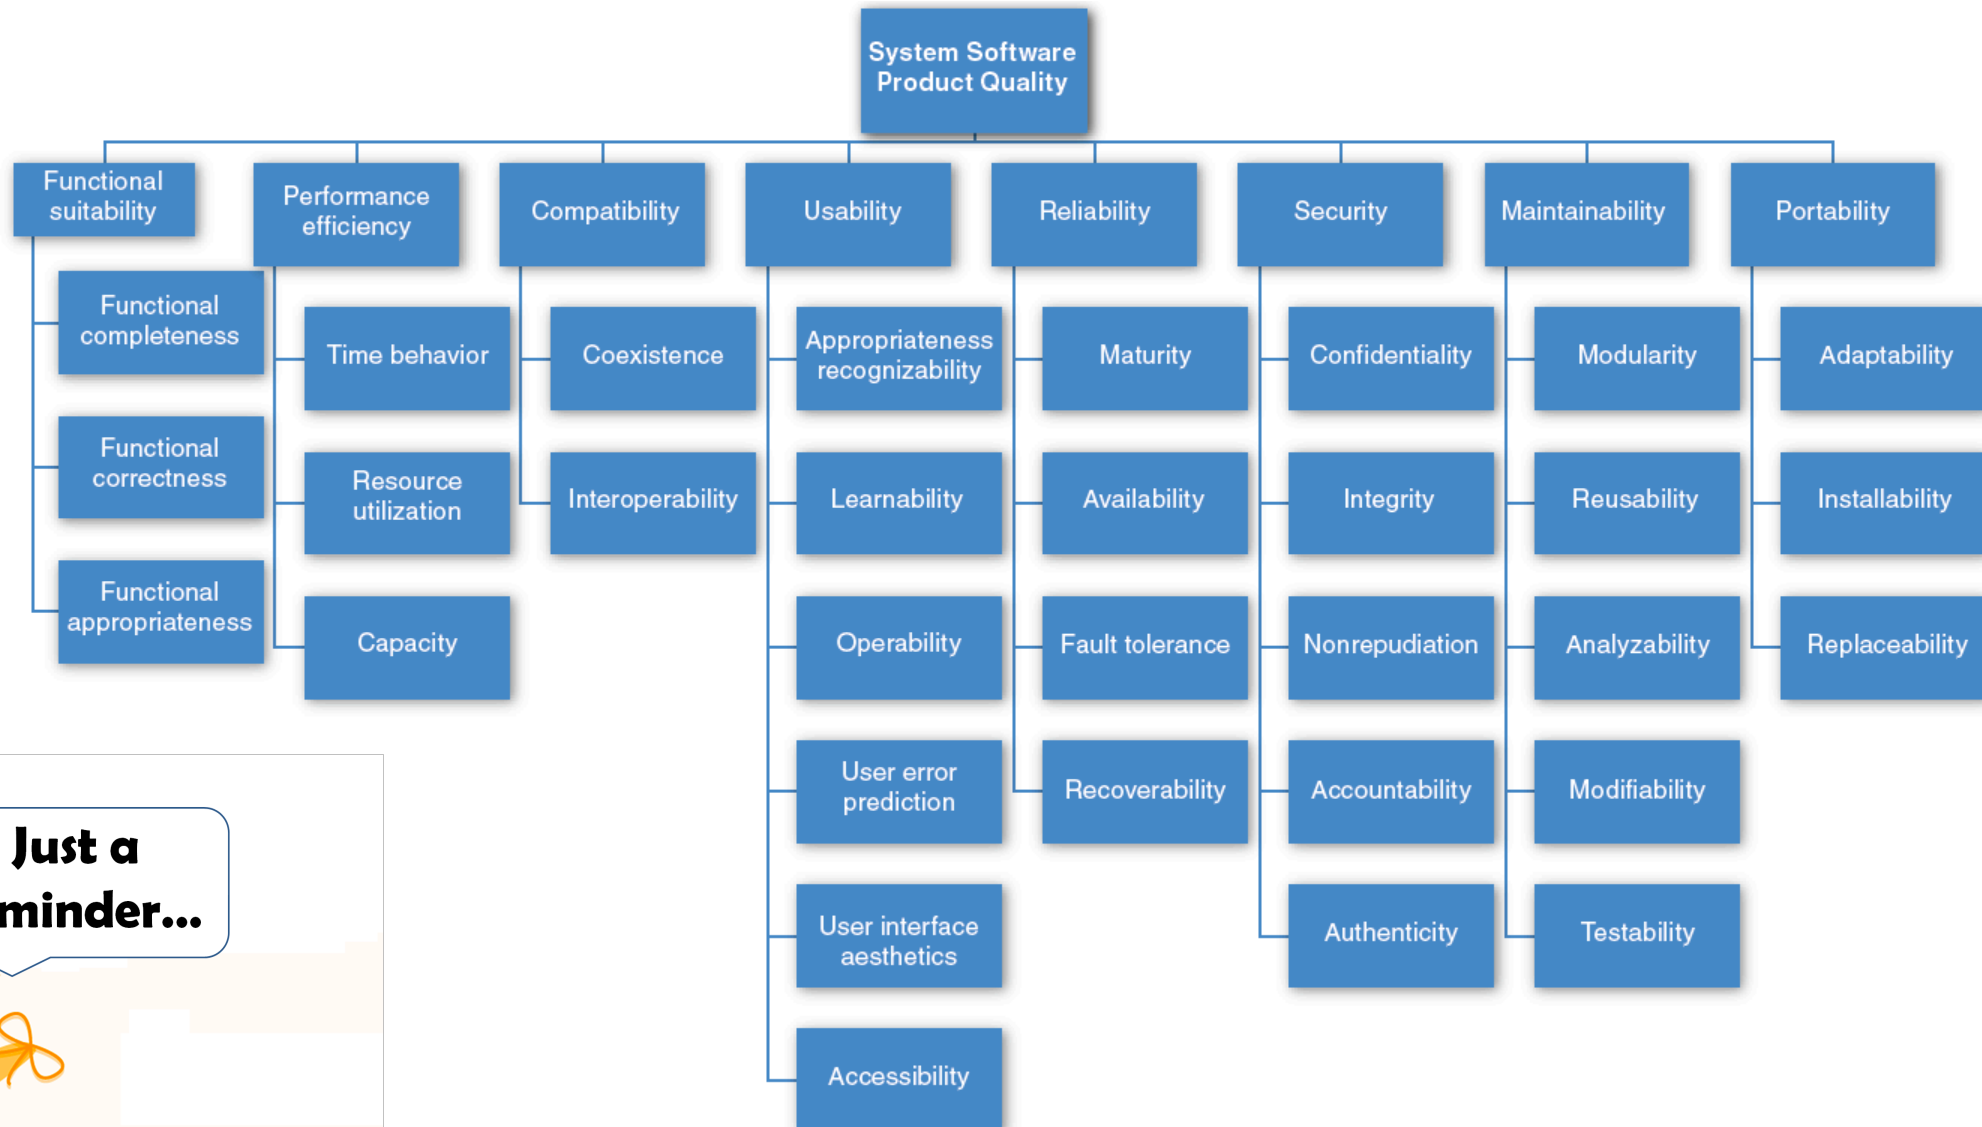 System Software
Product Quality
Functional
suitability
Functional
completeness
Functional
correctness
Functional
appropriateness
Performance
efficiency
Time behavior
Resource
utilization
Capacity
Compatibility
Coexistence
Interoperability
Usability
Appropriateness
recognizability
Learnability
Operability
User error
prediction
User interface
aesthetics
Accessibility
Reliability
Maturity
Availability
Fault tolerance
Recoverability
Security
Confidentiality
Integrity
Nonrepudiation
Accountability
Authenticity
Maintainability
Modularity
Reusability
Analyzability
Modifiability
Testability
Portability
Adaptability
Installability
Replaceability
Just a
minder...